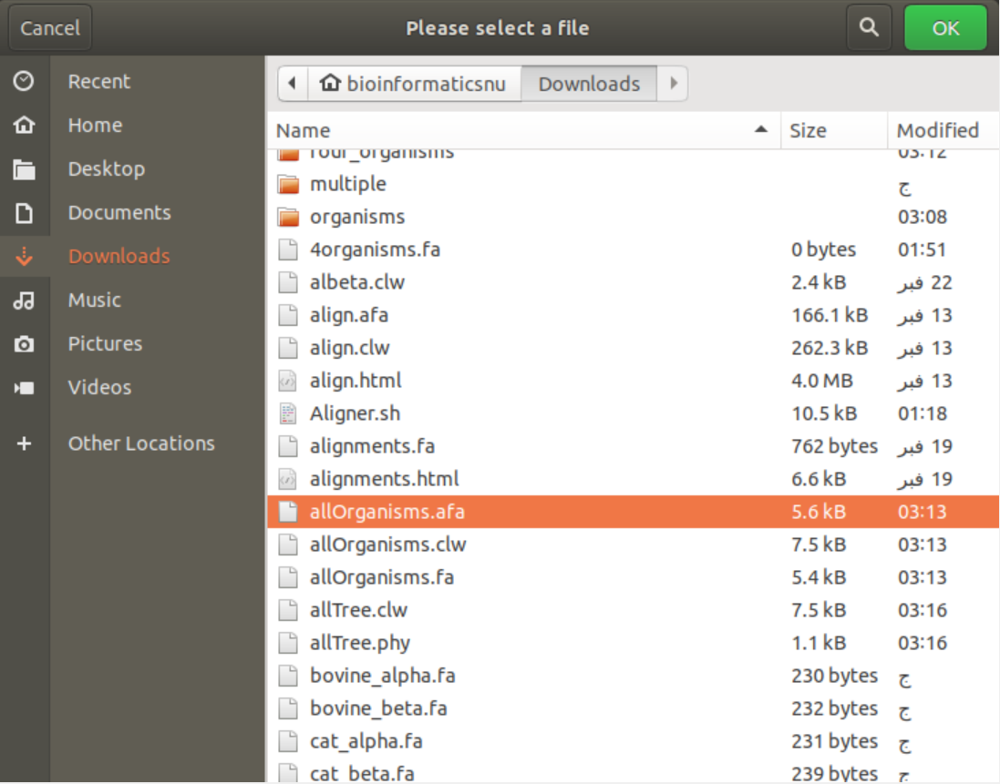 Cancel Please select a file OK
Recent
Home
Desktop
Documents
Downloads
Music
Pictures
Videos
Other Locations
bioinformaticsnu Downloads
Name Size Modified
four_organisms 03:12
multiple ج
organisms 03:08
4organisms.fa 0 bytes 01:51
albeta.clw 2.4 kB 22 فبر
align.afa 166.1 kB 13 فبر
align.clw 262.3 kB 13 فبر
align.html 4.0 MB 13 فبر
Aligner.sh 10.5 kB 01:18
alignments.fa 762 bytes 19 فبر
alignments.html 6.6 kB 19 فبر
allOrganisms.afa 5.6 kB 03:13
allOrganisms.clw 7.5 kB 03:13
allOrganisms.fa 5.4 kB 03:13
allTree.clw 7.5 kB 03:16
allTree.phy 1.1 kB 03:16
bovine_alpha.fa 230 bytes ج
bovine_beta.fa 232 bytes ج
cat_alpha.fa 231 bytes ج
cat_beta.fa 239 bytes ج